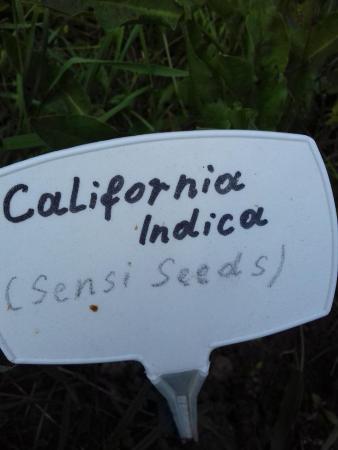 California
Indica
(Sensi Seeds)